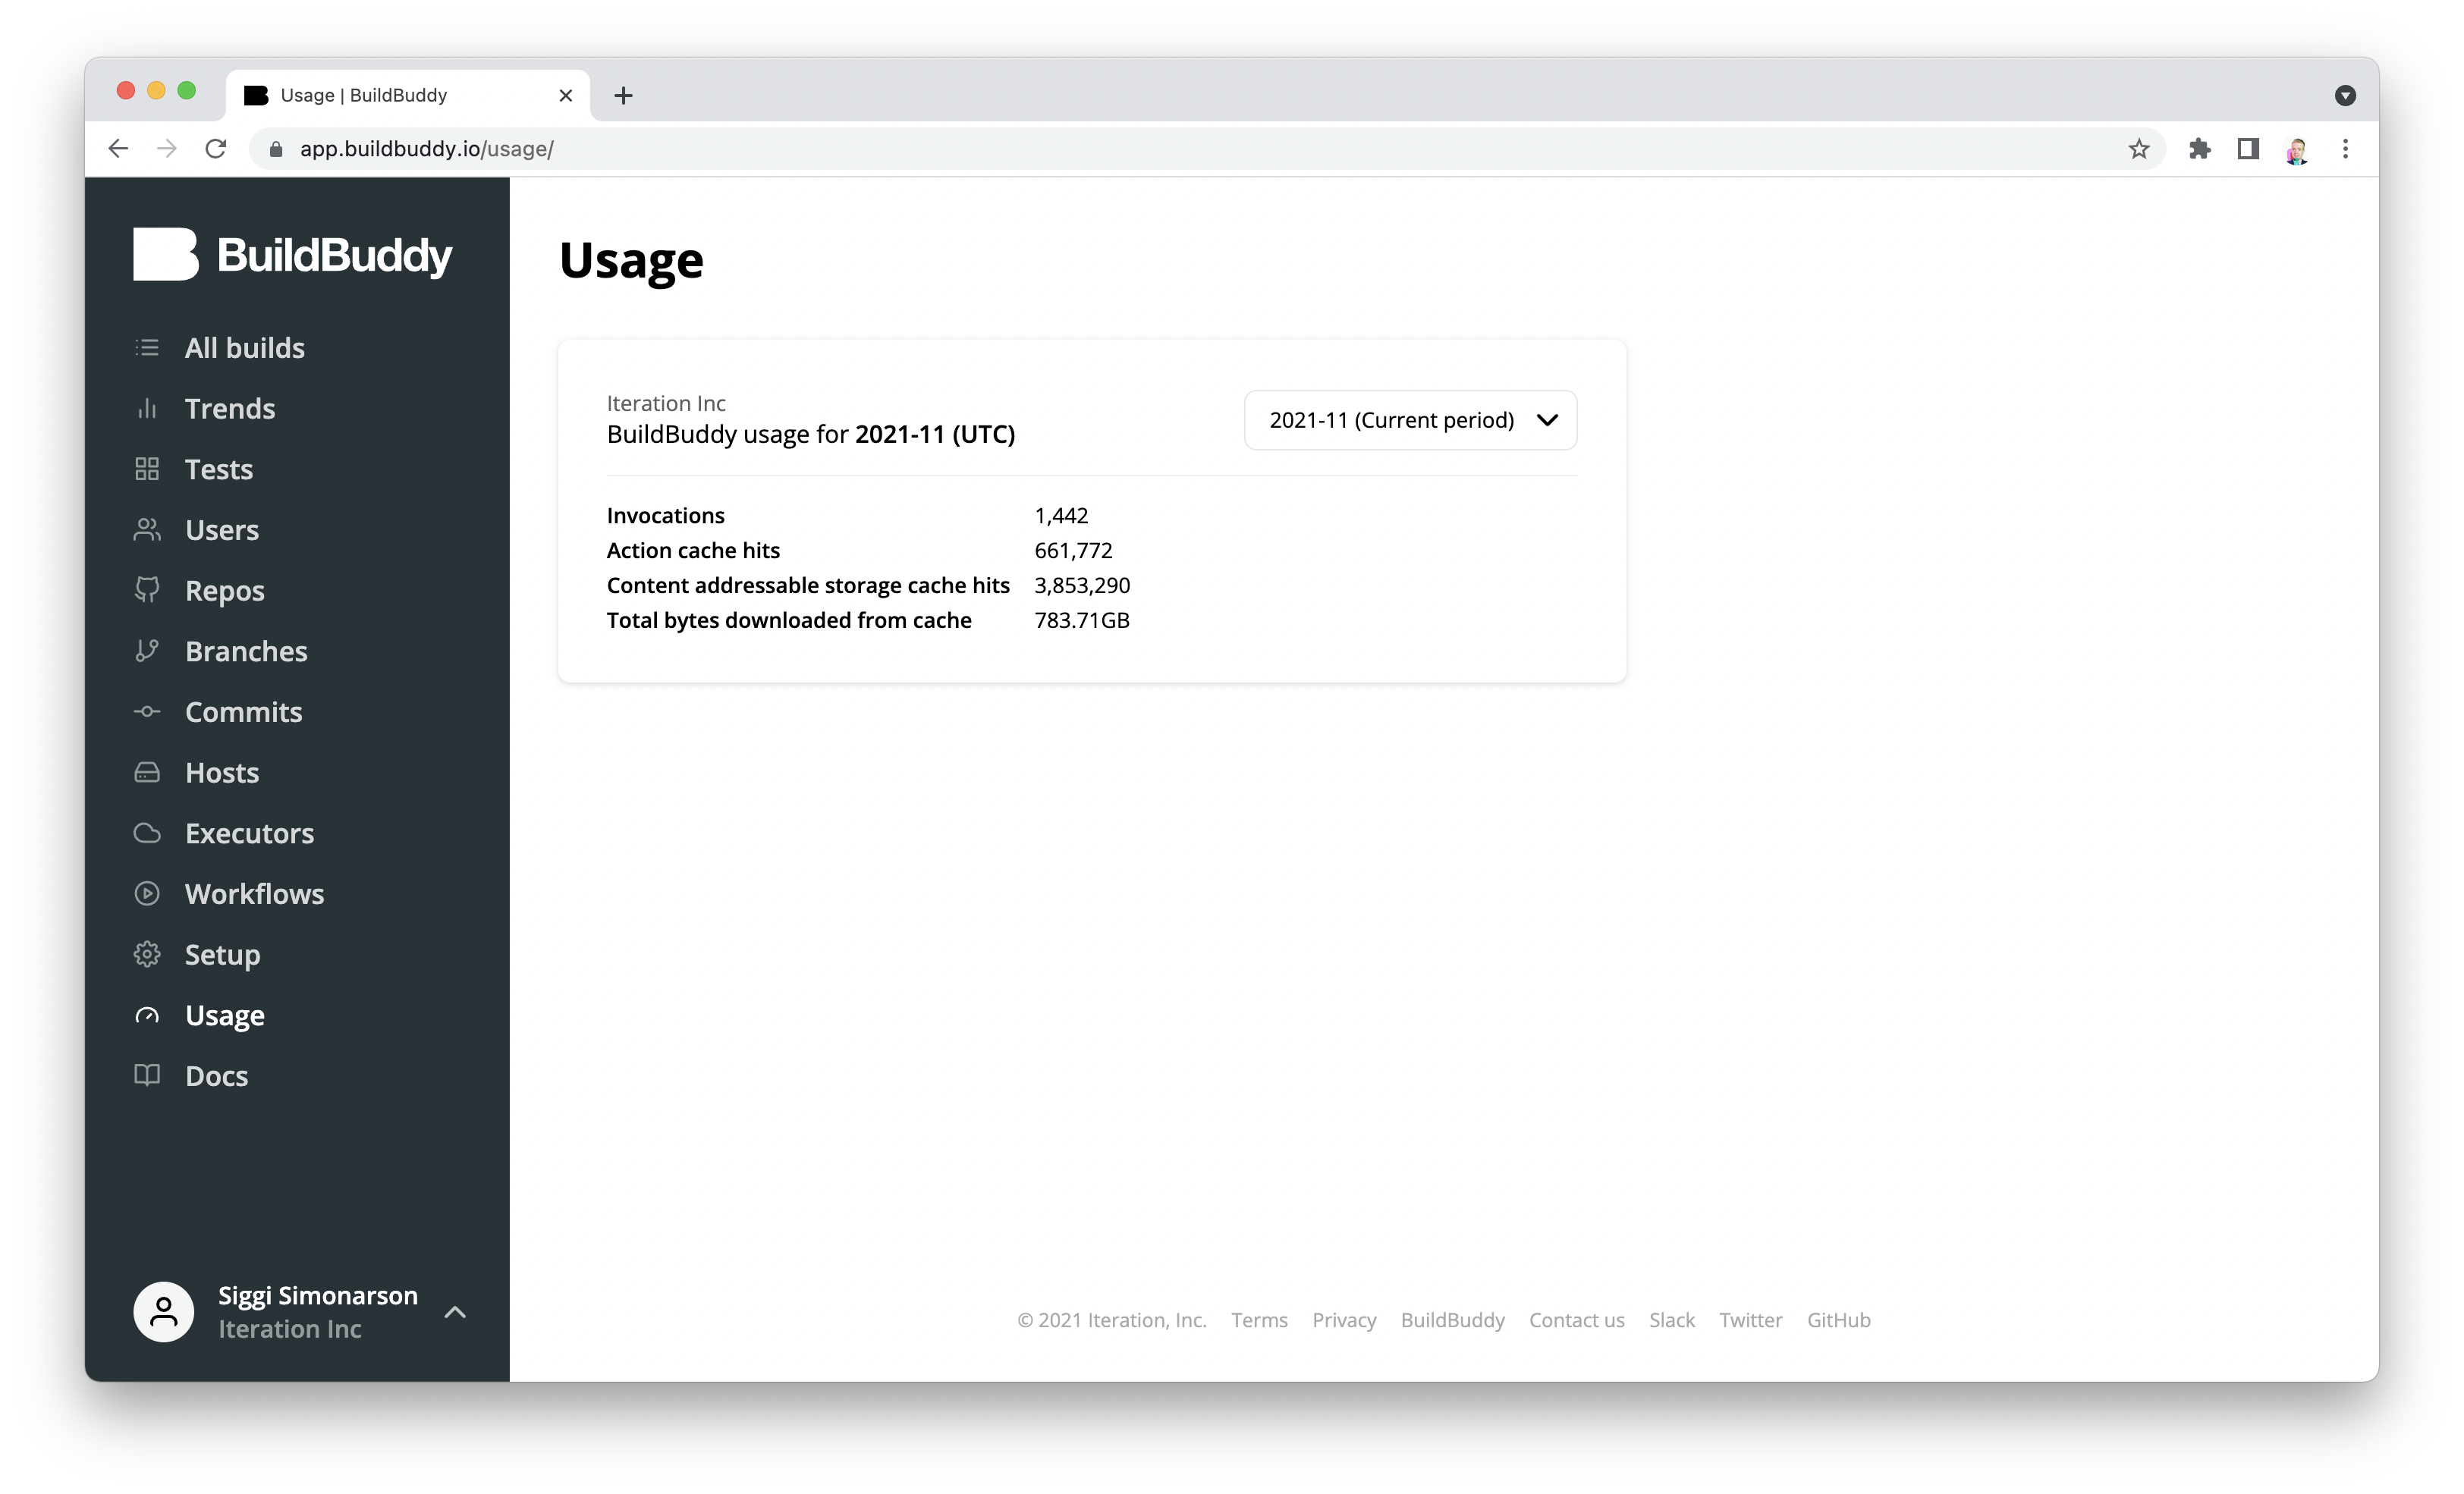 Usage | BuildBuddy
app.buildbuddy.io/usage/
BuildBuddy
All builds
Trends
Tests
Users
Repos
Branches
Commits
Hosts
Executors
Workflows
Setup
Usage
Docs
Siggi Simonarson
Iteration Inc
Usage
Iteration Inc
BuildBuddy usage for 2021-11 (UTC)
2021-11 (Current period)
Invocations 1,442
Action cache hits 661,772
Content addressable storage cache hits 3,853,290
Total bytes downloaded from cache 783.71GB
© 2021 Iteration, Inc. Terms Privacy BuildBuddy Contact us Slack Twitter GitHub